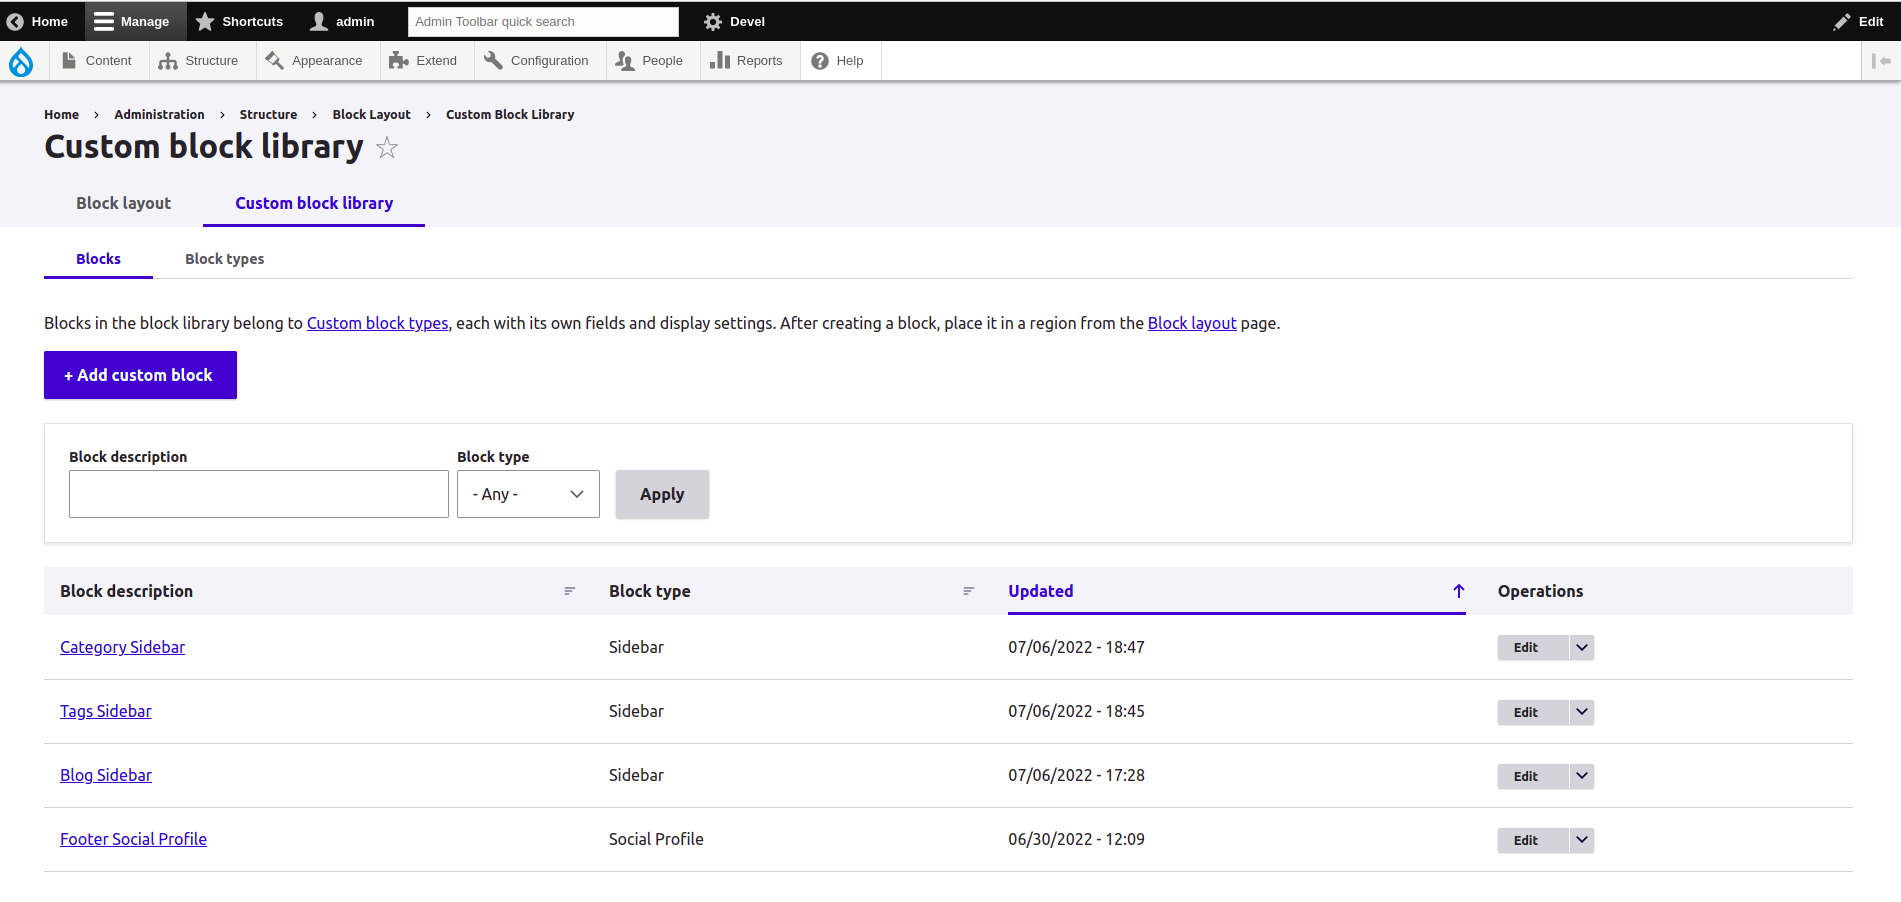 Home Manage Shortcuts admin Admin Toolbar quick search Devel Edit
Content Structure Appearance Extend Configuration People Reports Help
Home › Administration › Structure › Block Layout › Custom Block Library
Custom block library
Block layout Custom block library
Blocks Block types
Blocks in the block library belong to Custom block types, each with its own fields and display settings. After creating a block, place it in a region from the Block layout page.
+ Add custom block
Block description Block type
- Any - Apply
Block description Block type Updated Operations
Category Sidebar Sidebar 07/06/2022 - 18:47 Edit
Tags Sidebar Sidebar 07/06/2022 - 18:45 Edit
Blog Sidebar Sidebar 07/06/2022 - 17:28 Edit
Footer Social Profile Social Profile 06/30/2022 - 12:09 Edit